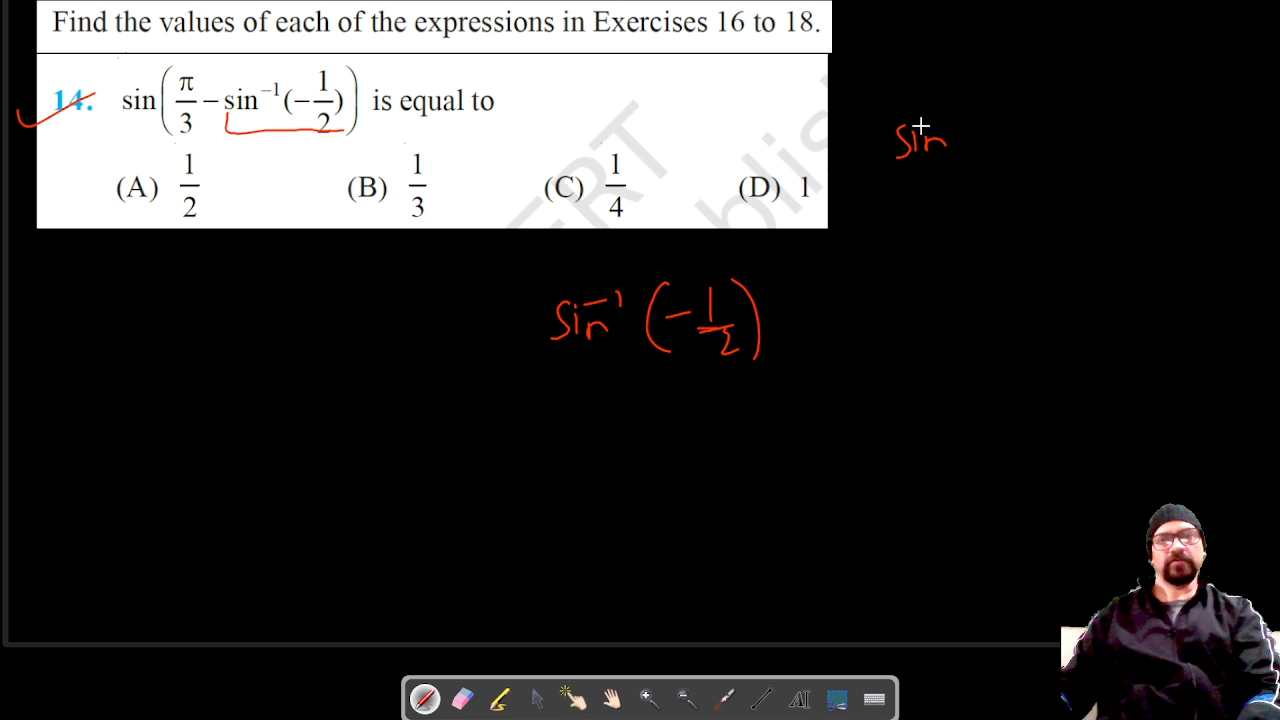 Find the values of each of the expressions in Exercises 16 to 18.
14. sin(π/3 − sin⁻¹(−1/2)) is equal to
(A) 1/2 (B) 1/3 (C) 1/4 (D) 1
sin
sin⁻¹ (−1/2)
AI